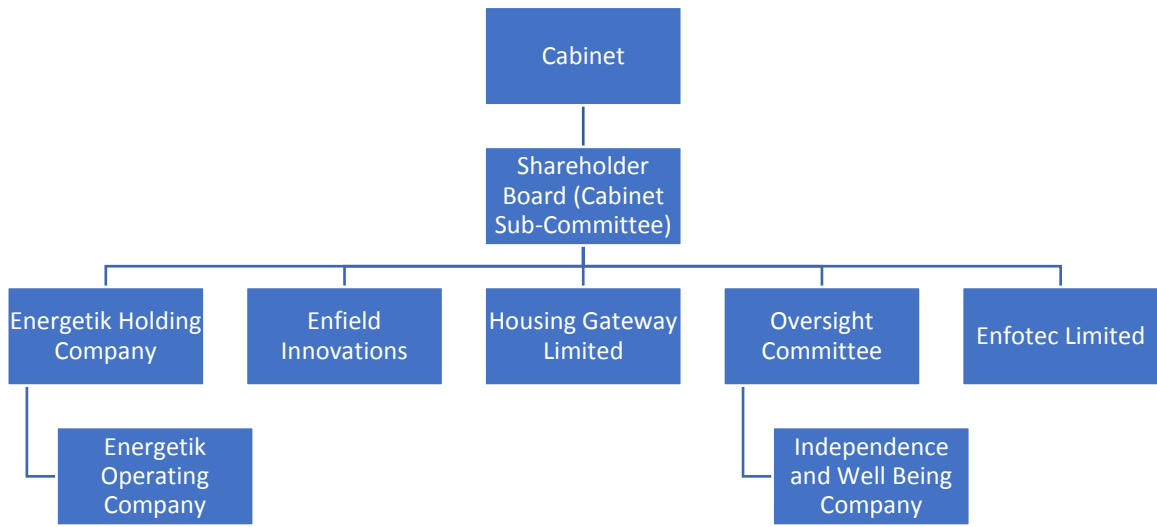 Cabinet
Shareholder
Board (Cabinet
Sub-Committee)
Energetik Holding
Company
Enfield
Innovations
Housing Gateway
Limited
Oversight
Committee
Enfotec Limited
Energetik
Operating
Company
Independence
and Well Being
Company